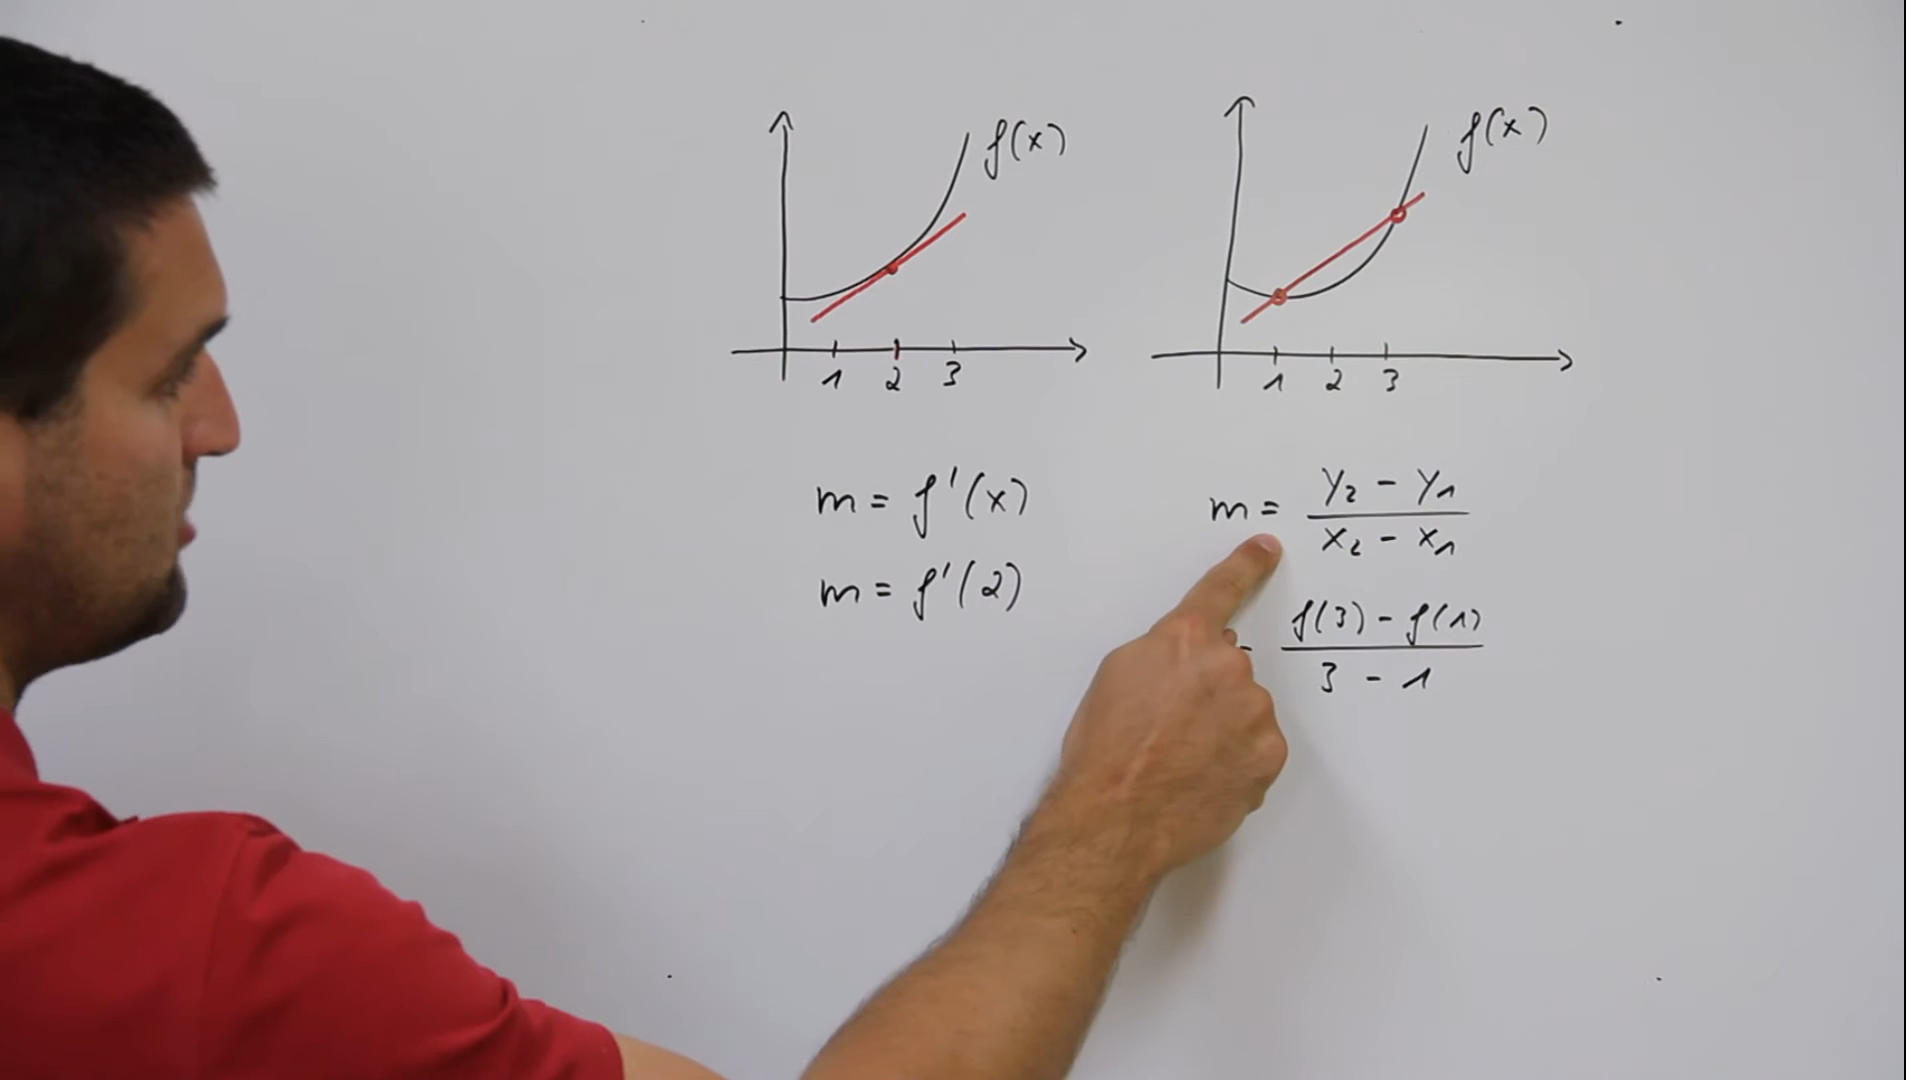 f(x)
1 2 3
m = f'(x)
m = f'(2)
f(x)
1 2 3
m = y₂ - y₁
x₂ - x₁
f(3) - f(1)
3 - 1